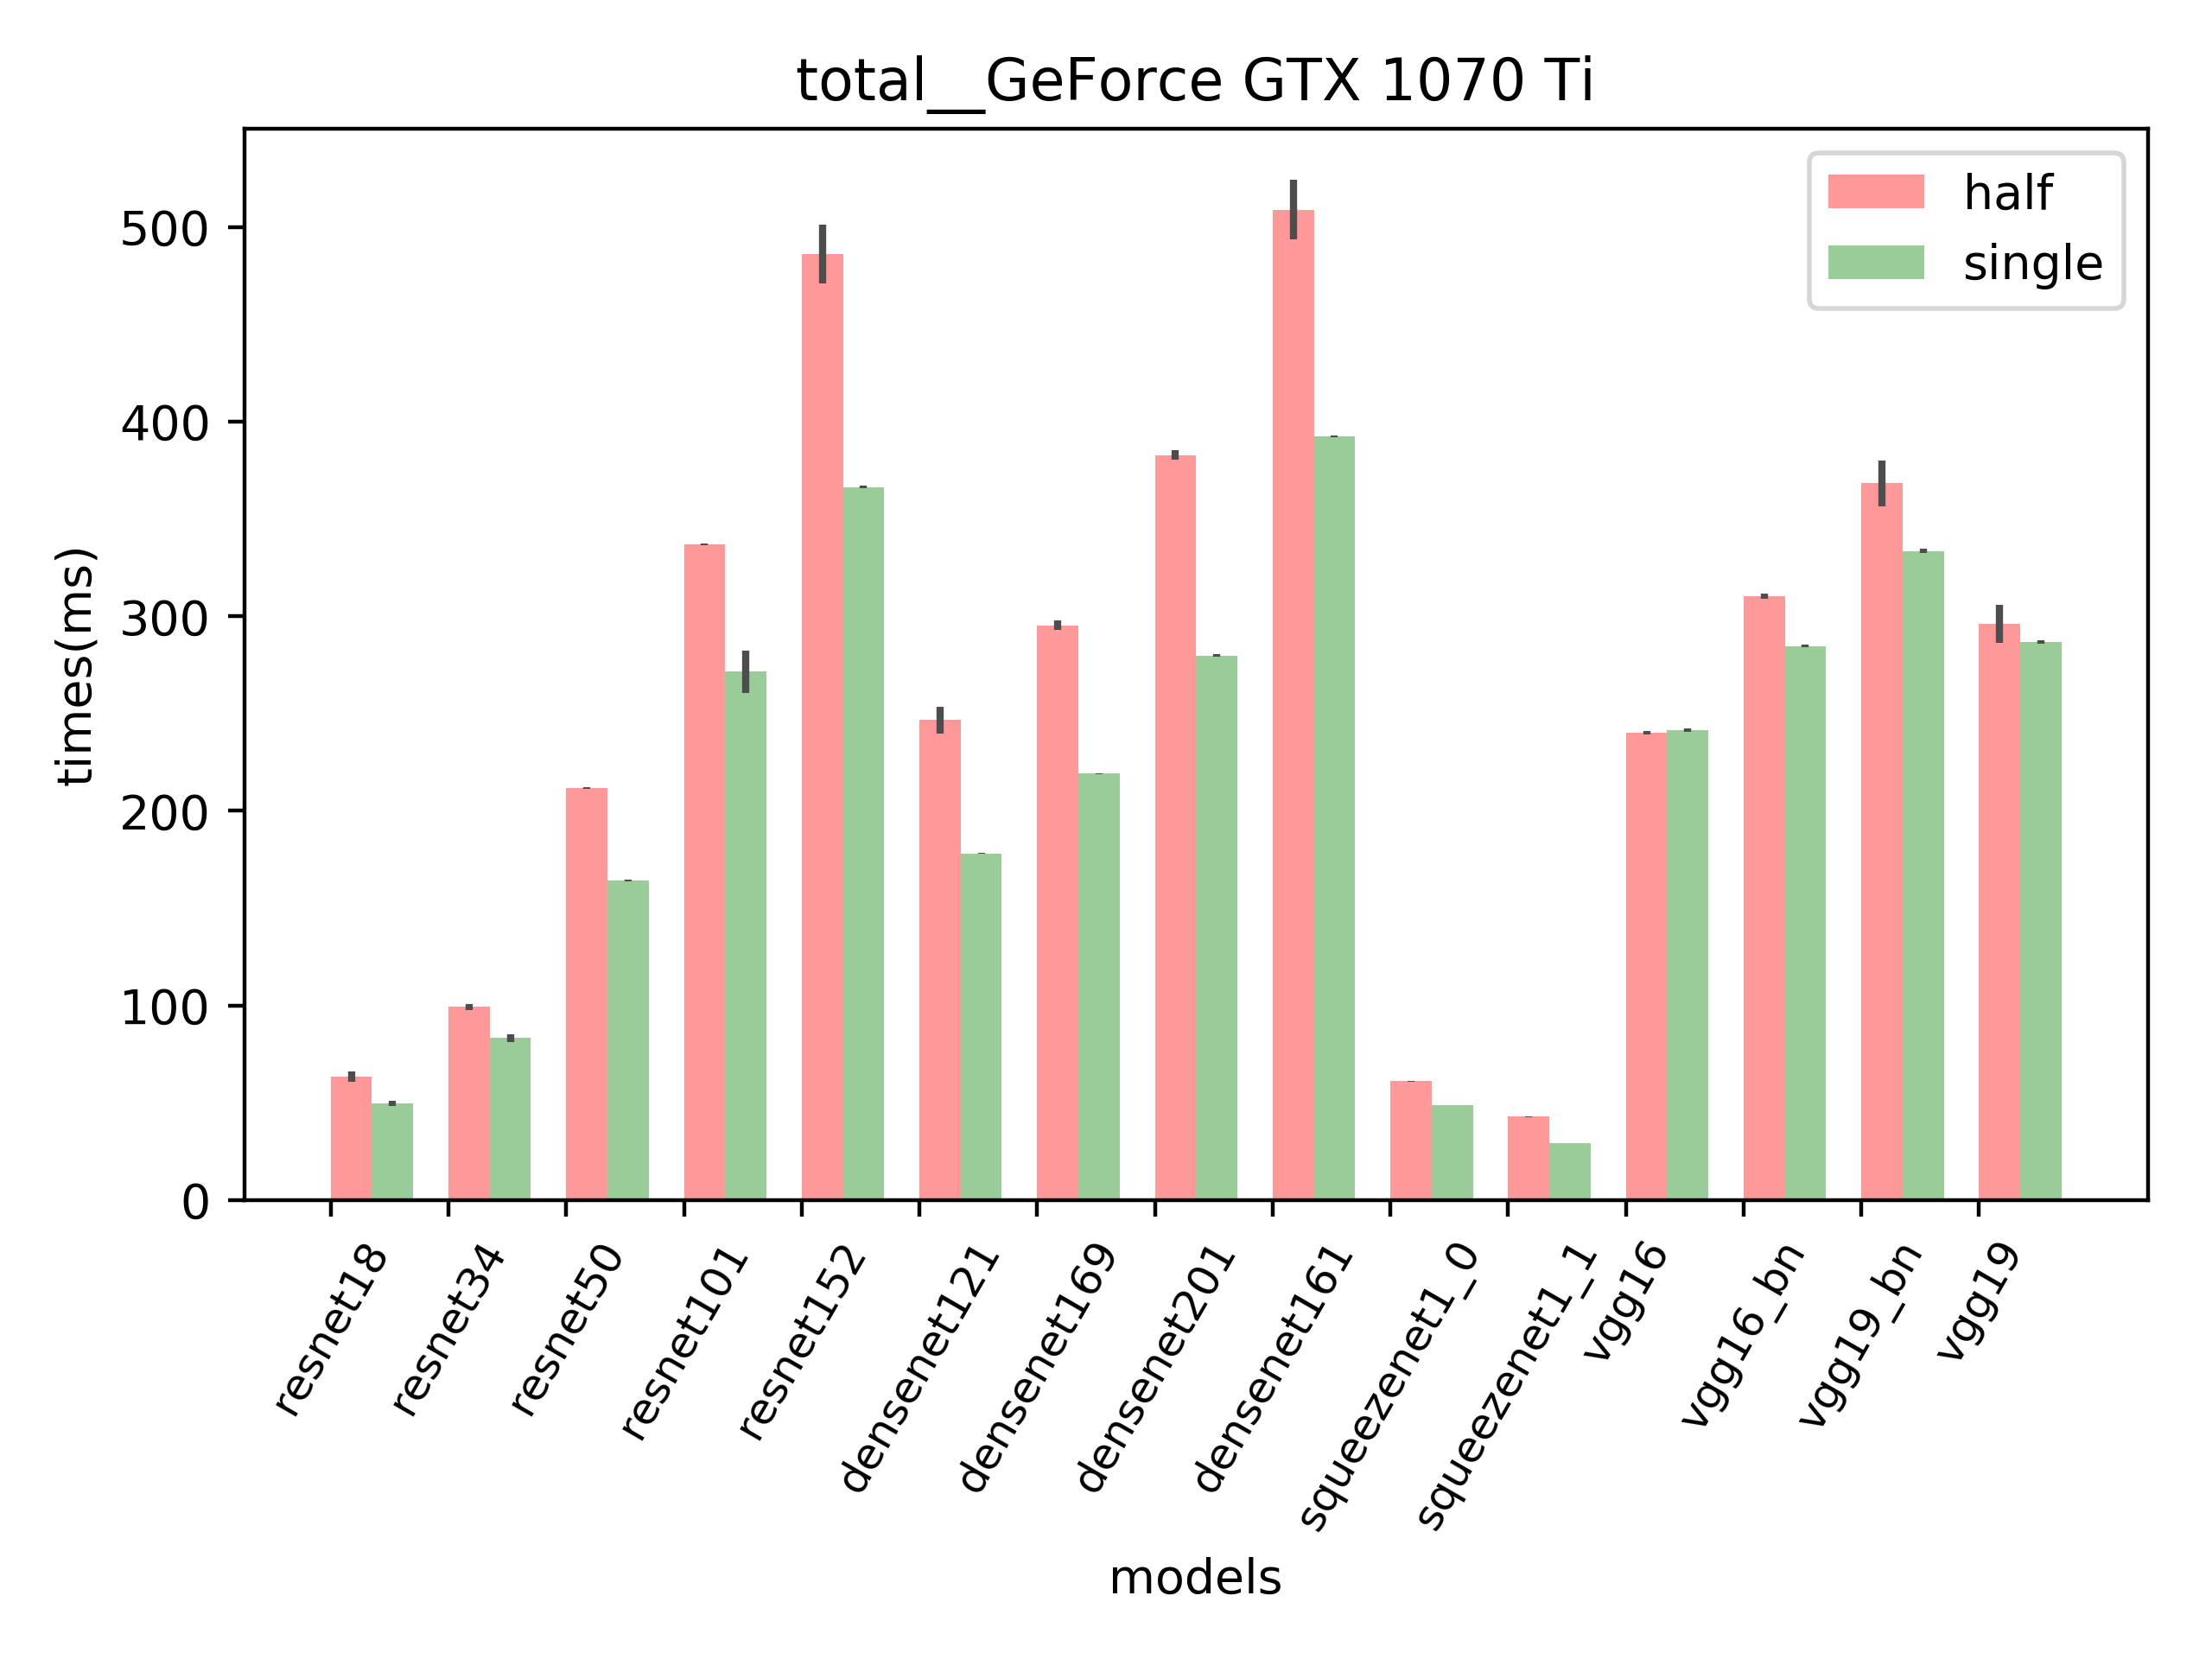 total__GeForce GTX 1070 Ti
half
single
times(ms)
500
400
300
200
100
0
resnet18
resnet34
resnet50
resnet101
resnet152
densenet121
densenet169
densenet201
densenet161
squeezenet1_0
squeezenet1_1
vgg16
vgg16_bn
vgg19_bn
vgg19
models